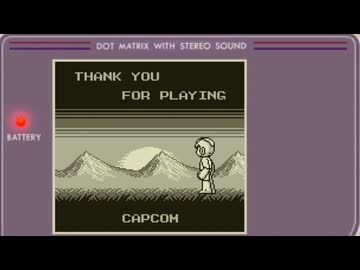 DOT MATRIX WITH STEREO SOUND
THANK YOU
FOR PLAYING
BATTERY
CAPCOM